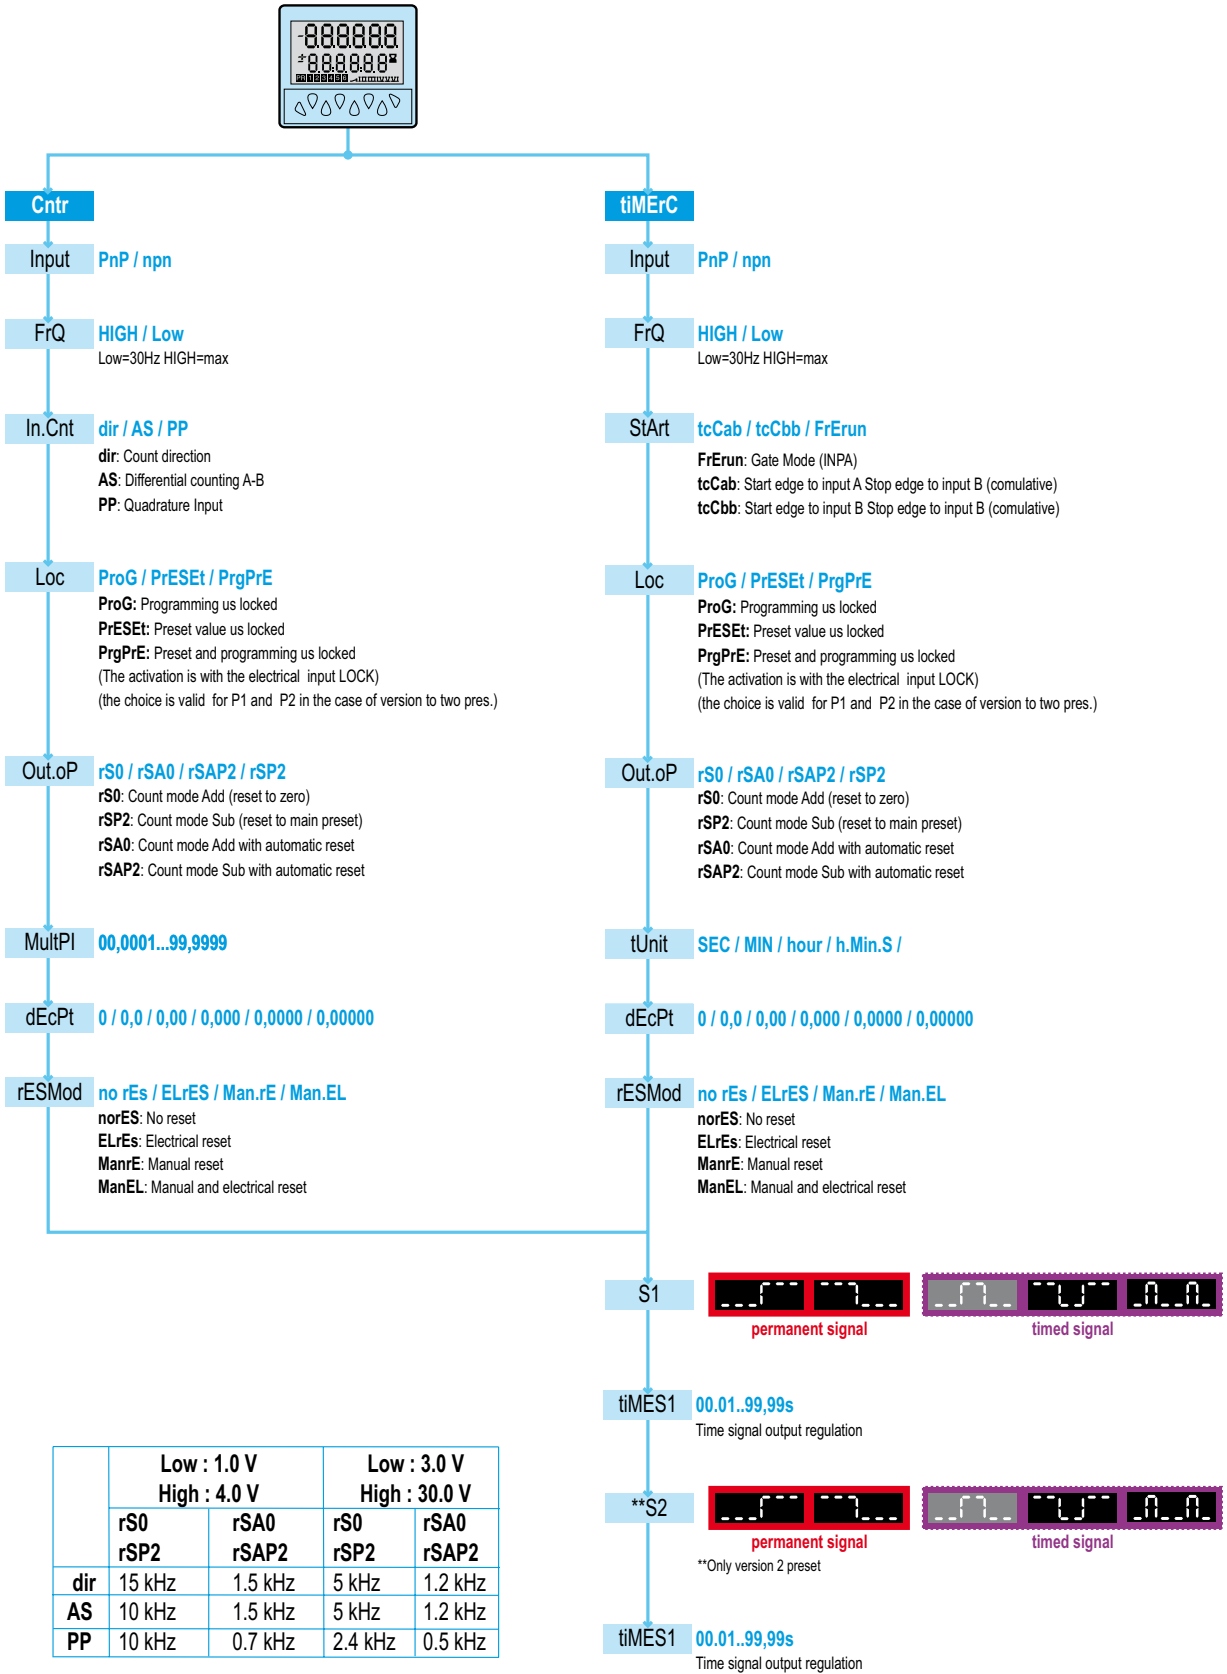 -888888
±88:88:88
PR 1 2 3 4 5 6
Cntr
Input PnP / npn
FrQ HIGH / Low
Low=30Hz HIGH=max
In.Cnt dir / AS / PP
dir: Count direction
AS: Differential counting A-B
PP: Quadrature Input
Loc ProG / PrESEt / PrgPrE
ProG: Programming us locked
PrESEt: Preset value us locked
PrgPrE: Preset and programming us locked
(The activation is with the electrical input LOCK)
(the choice is valid for P1 and P2 in the case of version to two pres.)
Out.oP rS0 / rSA0 / rSAP2 / rSP2
rS0: Count mode Add (reset to zero)
rSP2: Count mode Sub (reset to main preset)
rSA0: Count mode Add with automatic reset
rSAP2: Count mode Sub with automatic reset
MultPI 00,0001...99,9999
dEcPt 0 / 0,0 / 0,00 / 0,000 / 0,0000 / 0,00000
rESMod no rEs / ELrES / Man.rE / Man.EL
norES: No reset
ELrEs: Electrical reset
ManrE: Manual reset
ManEL: Manual and electrical reset
tiMErC
Input PnP / npn
FrQ HIGH / Low
Low=30Hz HIGH=max
StArt tcCab / tcCbb / FrErun
FrErun: Gate Mode (INPA)
tcCab: Start edge to input A Stop edge to input B (comulative)
tcCbb: Start edge to input B Stop edge to input B (comulative)
Loc ProG / PrESEt / PrgPrE
ProG: Programming us locked
PrESEt: Preset value us locked
PrgPrE: Preset and programming us locked
(The activation is with the electrical input LOCK)
(the choice is valid for P1 and P2 in the case of version to two pres.)
Out.oP rS0 / rSA0 / rSAP2 / rSP2
rS0: Count mode Add (reset to zero)
rSP2: Count mode Sub (reset to main preset)
rSA0: Count mode Add with automatic reset
rSAP2: Count mode Sub with automatic reset
tUnit SEC / MIN / hour / h.Min.S /
dEcPt 0 / 0,0 / 0,00 / 0,000 / 0,0000 / 0,00000
rESMod no rEs / ELrES / Man.rE / Man.EL
norES: No reset
ELrEs: Electrical reset
ManrE: Manual reset
ManEL: Manual and electrical reset
S1
permanent signal timed signal
tiMES1 00.01..99,99s
Time signal output regulation
**S2
permanent signal timed signal
**Only version 2 preset
tiMES1 00.01..99,99s
Time signal output regulation
Low : 1.0 V Low : 3.0 V
High : 4.0 V High : 30.0 V
rS0 rSA0 rS0 rSA0
rSP2 rSAP2 rSP2 rSAP2
dir 15 kHz 1.5 kHz 5 kHz 1.2 kHz
AS 10 kHz 1.5 kHz 5 kHz 1.2 kHz
PP 10 kHz 0.7 kHz 2.4 kHz 0.5 kHz